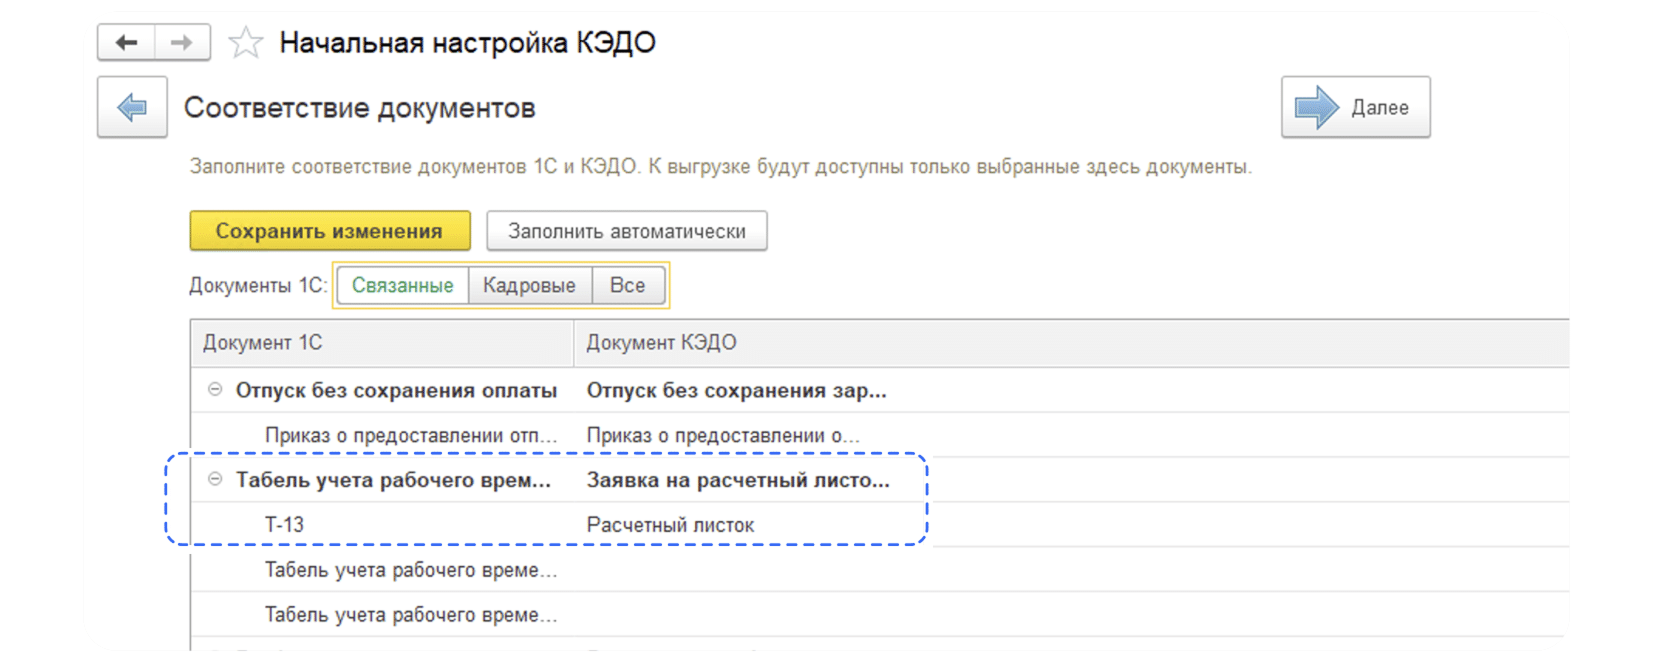 Начальная настройка КЭДО
Соответствие документов
Далее
Заполните соответствие документов 1С и КЭДО. К выгрузке будут доступны только выбранные здесь документы.
Сохранить изменения Заполнить автоматически
Документы 1С: Связанные Кадровые Все
Документ 1С Документ КЭДО
Отпуск без сохранения оплаты Отпуск без сохранения зар...
Приказ о предоставлении отп... Приказ о предоставлении о...
Табель учета рабочего врем... Заявка на расчетный листо...
Т-13 Расчетный листок
Табель учета рабочего време...
Табель учета рабочего време...